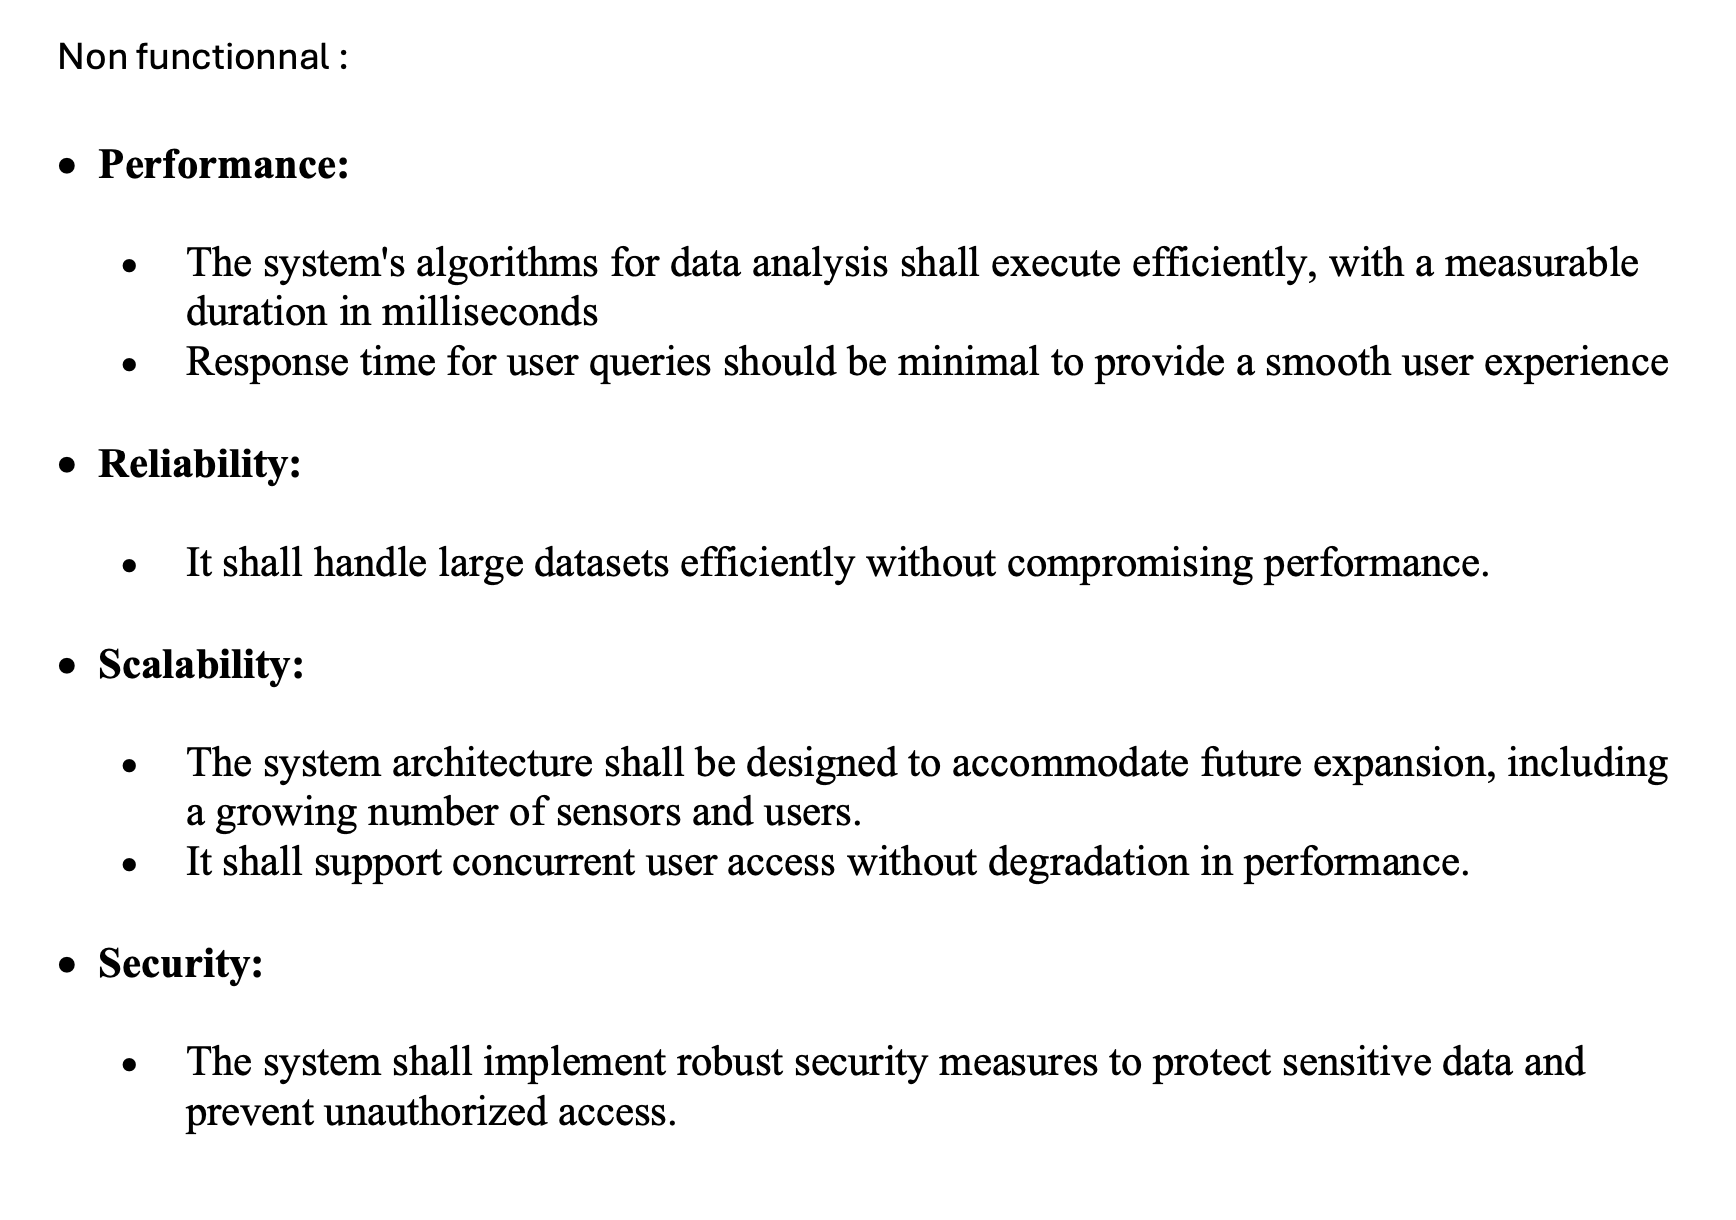 Non functionnal :
• Performance:
• The system's algorithms for data analysis shall execute efficiently, with a measurable
duration in milliseconds
• Response time for user queries should be minimal to provide a smooth user experience
• Reliability:
• It shall handle large datasets efficiently without compromising performance.
• Scalability:
• The system architecture shall be designed to accommodate future expansion, including
a growing number of sensors and users.
• It shall support concurrent user access without degradation in performance.
• Security:
• The system shall implement robust security measures to protect sensitive data and
prevent unauthorized access.